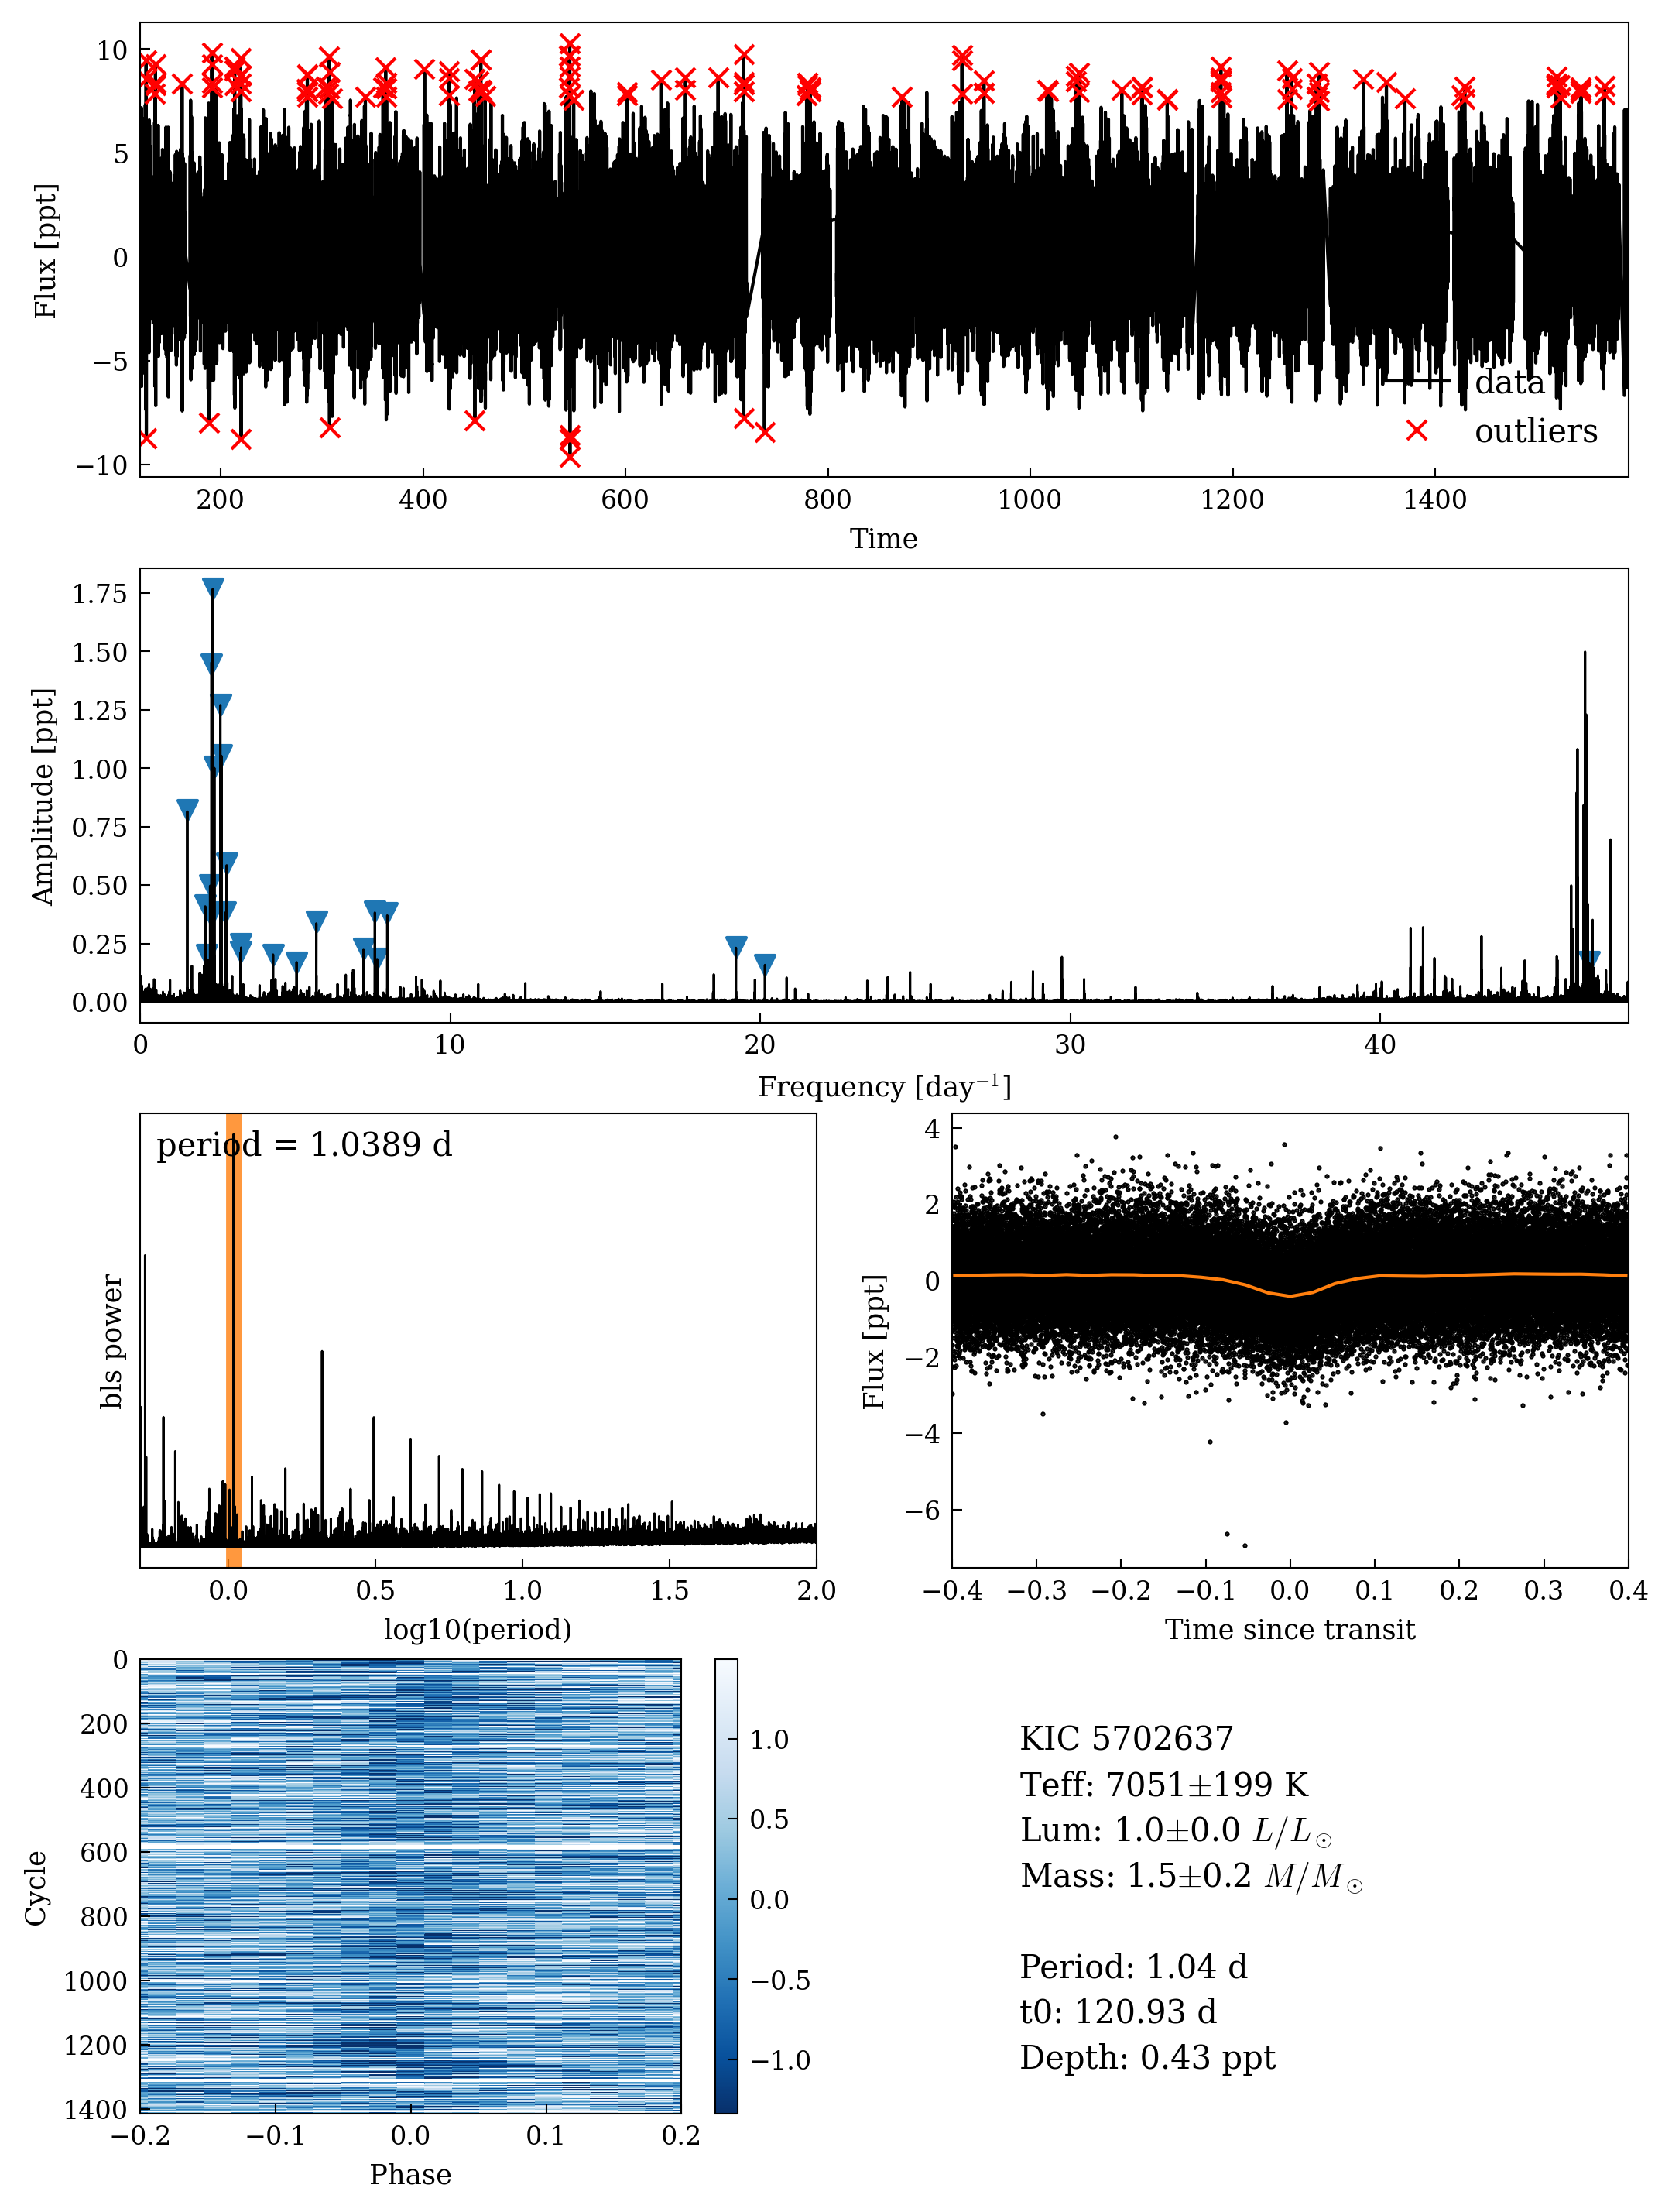 10
5
0
−5
−10
Flux [ppt]
data
outliers
200 400 600 800 1000 1200 1400
Time
1.75
1.50
1.25
1.00
0.75
0.50
0.25
0.00
Amplitude [ppt]
0 10 20 30 40
Frequency [day⁻¹]
period = 1.0389 d
bls power
0.0 0.5 1.0 1.5 2.0
log10(period)
4
2
0
−2
−4
−6
Flux [ppt]
−0.4 −0.3 −0.2 −0.1 0.0 0.1 0.2 0.3 0.4
Time since transit
0
200
400
600
800
1000
1200
1400
Cycle
−0.2 −0.1 0.0 0.1 0.2
Phase
1.0
0.5
0.0
−0.5
−1.0
KIC 5702637
Teff: 7051±199 K
Lum: 1.0±0.0 L/L⊙
Mass: 1.5±0.2 M/M⊙
Period: 1.04 d
t0: 120.93 d
Depth: 0.43 ppt